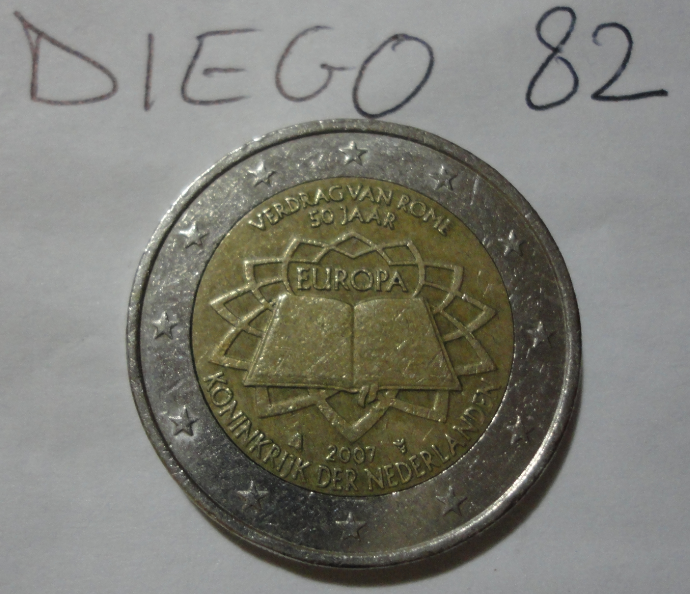 DIEGO 82
VERDRAG VAN ROME
50 JAAR
EUROPA
2007
KONINKRIJK DER NEDERLANDEN